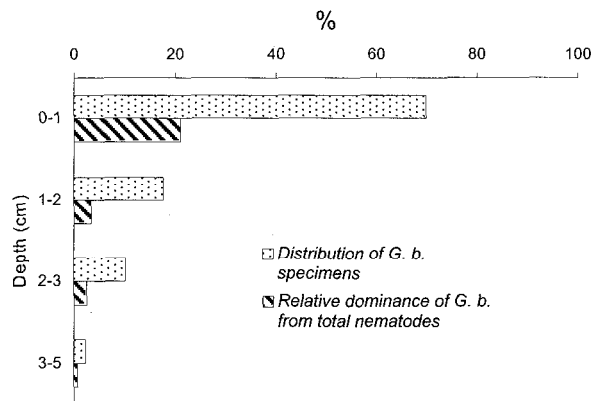 %
0 20 40 60 80 100
0-1
1-2
2-3
3-5
Depth (cm)
Distribution of G. b.
specimens
Relative dominance of G. b.
from total nematodes